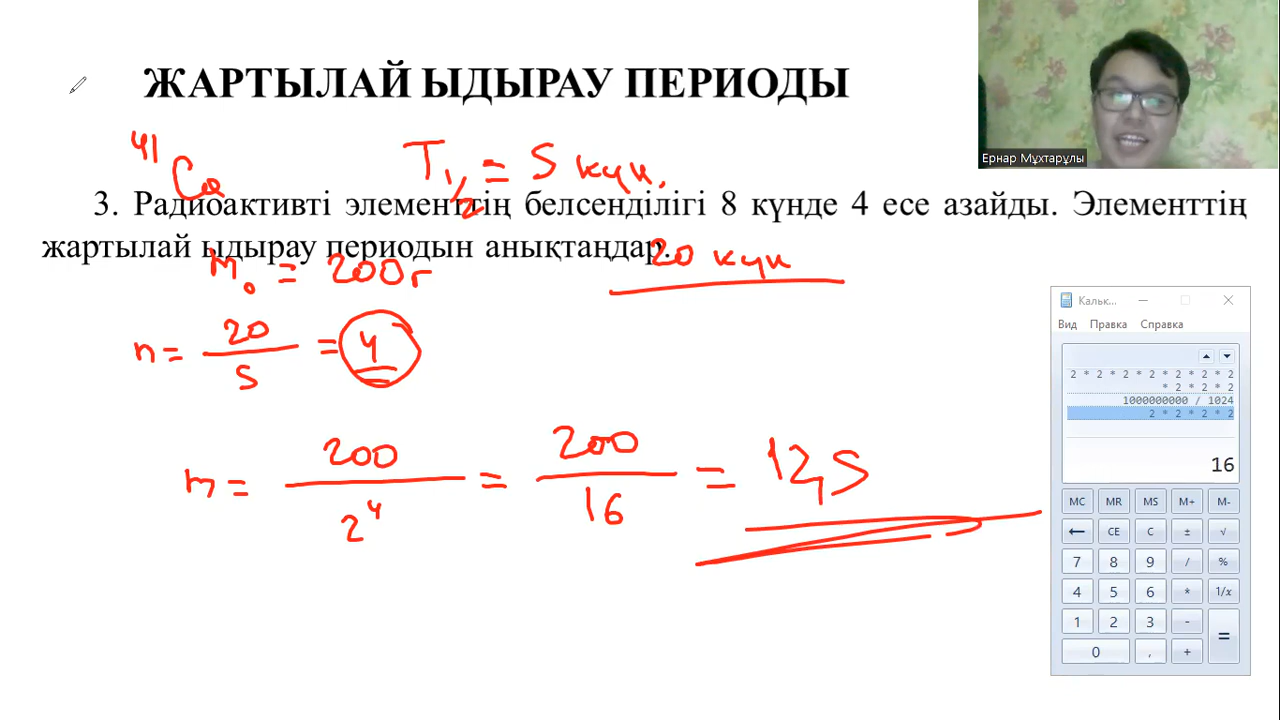 ЖАРТЫЛАЙ ЫДЫРАУ ПЕРИОДЫ
Ернар Мұхтарұлы
41
Ca
T 1/2 = 5 күн.
3. Радиоактивті элементтің белсенділігі 8 күнде 4 есе азайды. Элементтің
жартылай ыдырау периодын анықтаңдар.
m₀ = 200г
20 күн
n = 20/5 = 4
m = 200/2⁴ = 200/16 = 12,5
Кальк...
Вид Правка Справка
2 * 2 * 2 * 2 * 2 * 2 * 2
* 2 * 2 * 2
1000000000 / 1024
2 * 2 * 2 * 2
16
MC MR MS M+ M-
← CE C ± √
7 8 9 / %
4 5 6 * 1/x
1 2 3 - =
0 , +